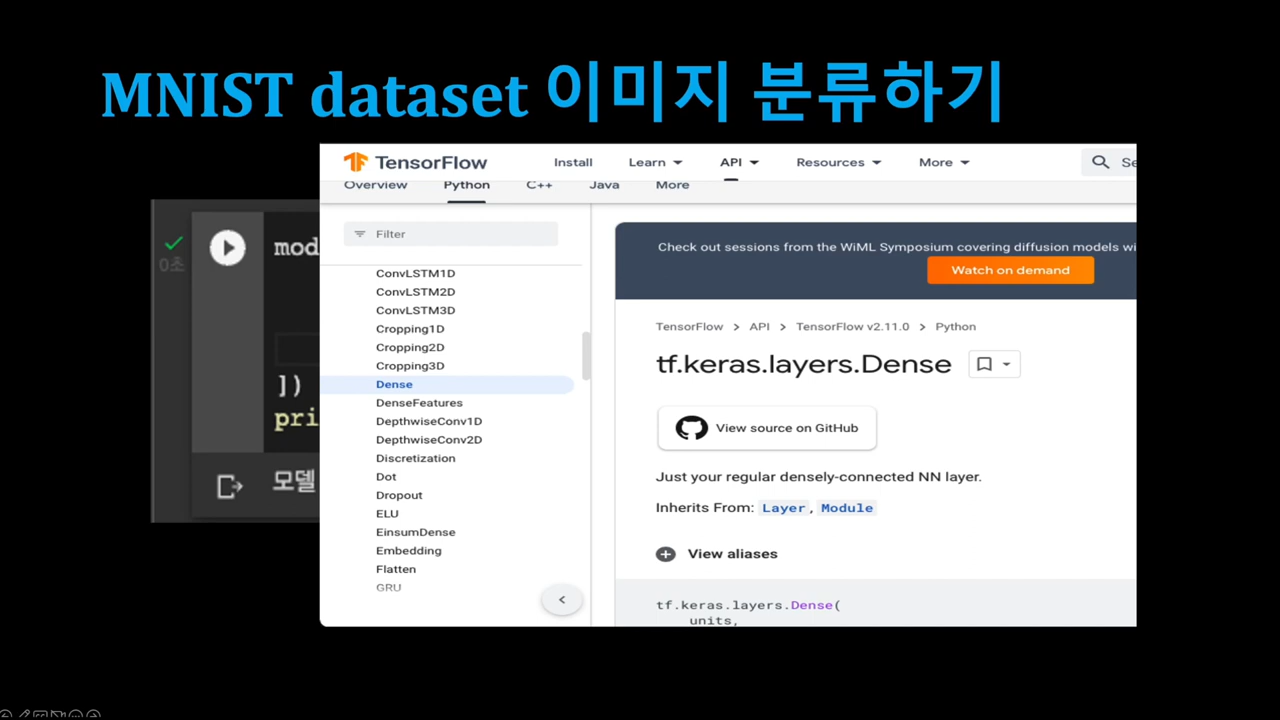 MNIST dataset 이미지 분류하기
TensorFlow Install Learn API Resources More
Overview Python C++ Java More
Filter
ConvLSTM1D
ConvLSTM2D
ConvLSTM3D
Cropping1D
Cropping2D
Cropping3D
Dense
DenseFeatures
DepthwiseConv1D
DepthwiseConv2D
Discretization
Dot
Dropout
ELU
EinsumDense
Embedding
Flatten
GRU
Check out sessions from the WiML Symposium covering diffusion models wi
Watch on demand
TensorFlow > API > TensorFlow v2.11.0 > Python
tf.keras.layers.Dense
View source on GitHub
Just your regular densely-connected NN layer.
Inherits From: Layer, Module
View aliases
tf.keras.layers.Dense(
units,
0초
mod
])
pri
모델